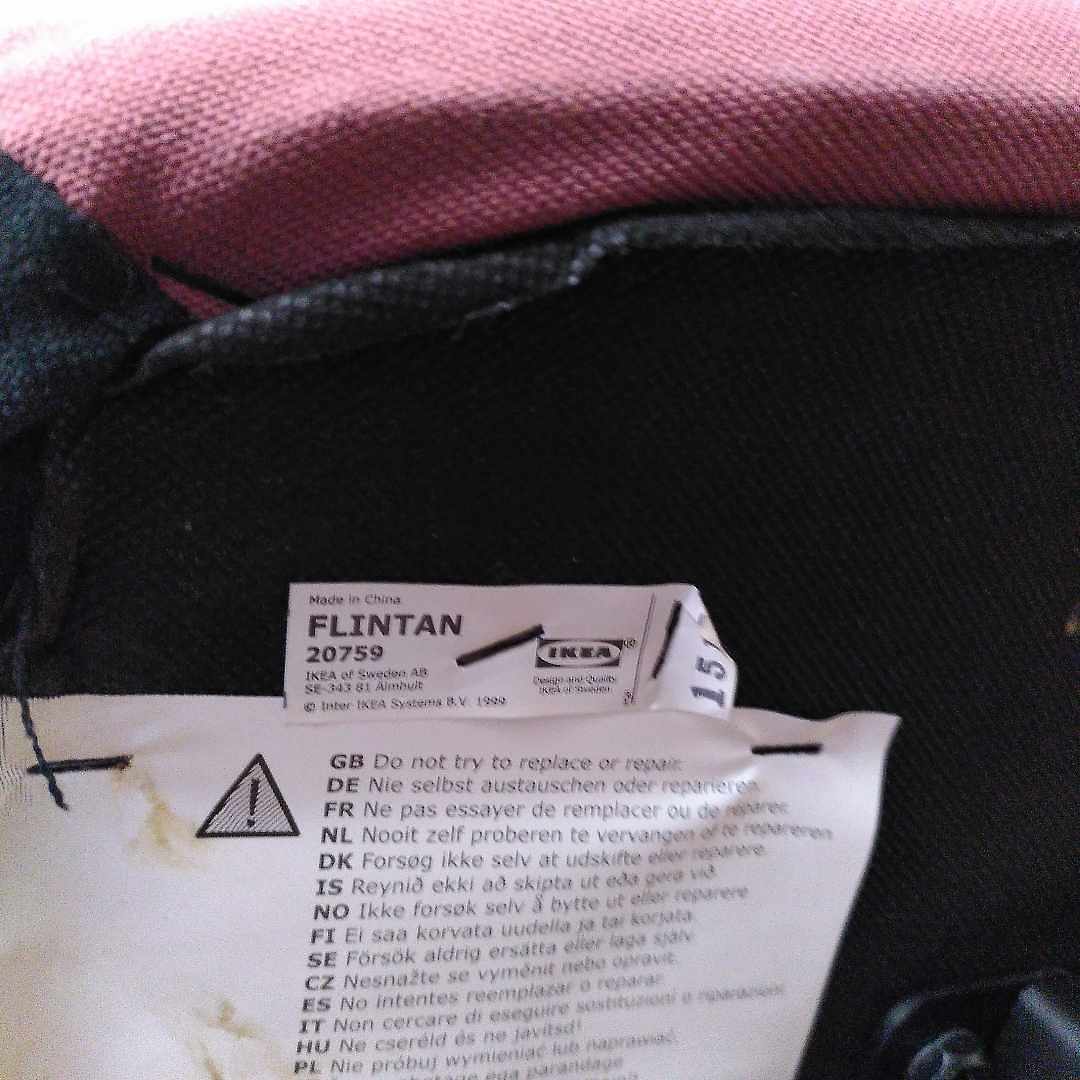 Made in China
FLINTAN
20759
IKEA of Sweden AB
SE-343 81 Älmhult
© Inter IKEA Systems B.V. 1999
IKEA®
Design and Quality
IKEA of Sweden
15
GB Do not try to replace or repair.
DE Nie selbst austauschen oder reparieren.
FR Ne pas essayer de remplacer ou de réparer.
NL Nooit zelf proberen te vervangen of te repareren.
DK Forsøg ikke selv at udskifte eller reparere.
IS Reynið ekki að skipta út eða gera við.
NO Ikke forsøk selv å bytte ut eller reparere
FI Ei saa korvata uudella ja tai korjata.
SE Försök aldrig ersätta eller laga själv.
CZ Nesnažte se vyměnit nebo opravit.
ES No intentes reemplazar o reparar.
IT Non cercare di eseguire sostituzioni o riparazioni.
HU Ne cseréld és ne javítsd!
PL Nie próbuj wymieniać lub naprawiać.
ega parandage